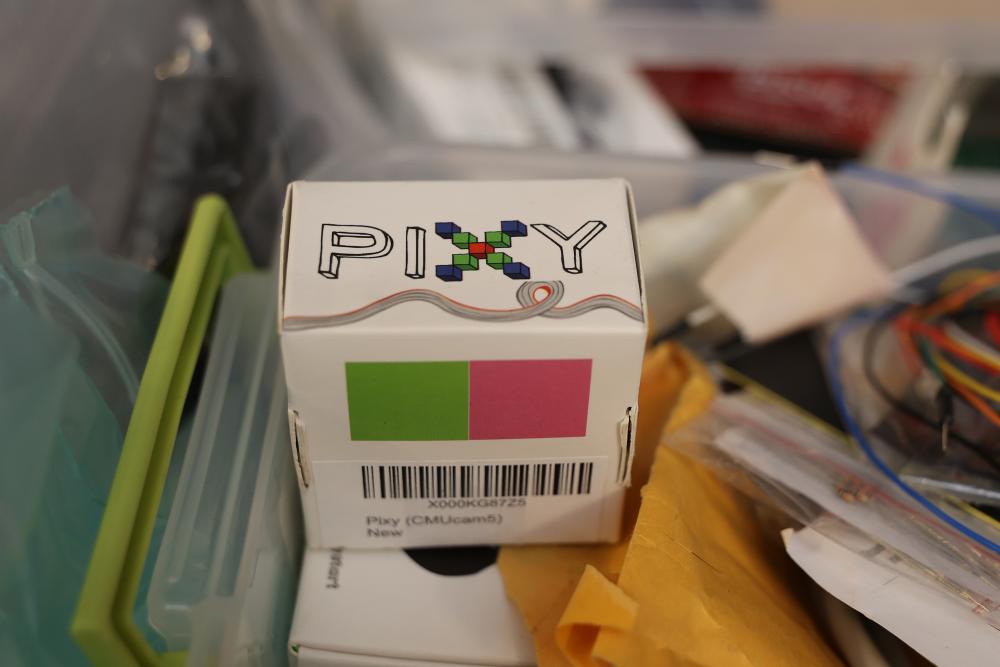 PIXY
X000KG87Z5
Pixy (CMUcam5)
New